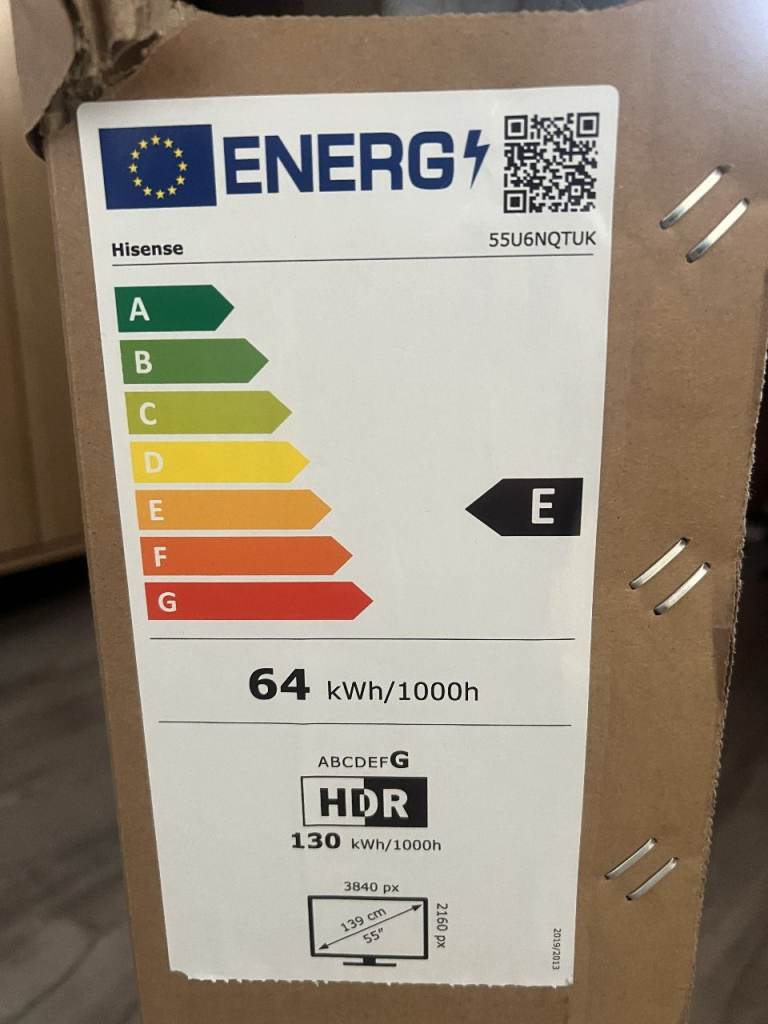 ENERG
Hisense 55U6NQTUK
A
B
C
D
E
E
F
G
64 kWh/1000h
ABCDEFG
HDR
130 kWh/1000h
3840 px
139 cm
55"
2160 px
2019/2013